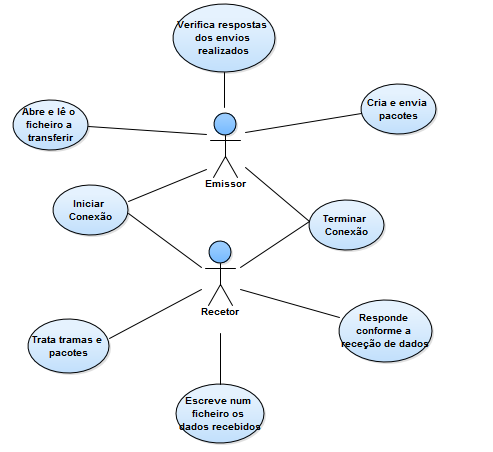 Verifica respostas
dos envios
realizados
Abre e lê o
ficheiro a
transferir
Cria e envia
pacotes
Emissor
Iniciar
Conexão
Terminar
Conexão
Recetor
Trata tramas e
pacotes
Responde
conforme a
receção de dados
Escreve num
ficheiro os
dados recebidos